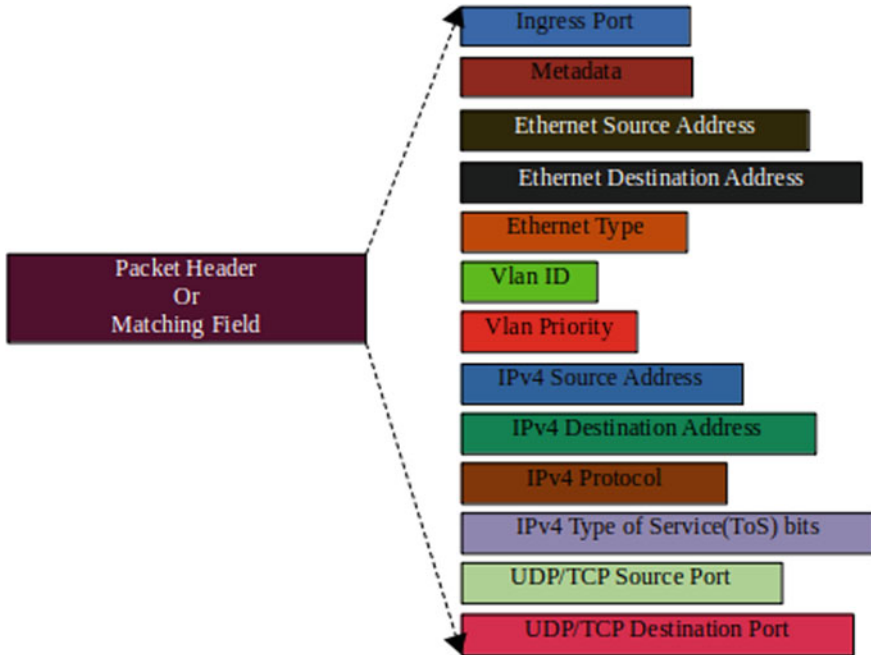 Ingress Port
Metadata
Ethernet Source Address
Ethernet Destination Address
Ethernet Type
Vlan ID
Vlan Priority
Packet Header
Or
Matching Field
IPv4 Source Address
IPv4 Destination Address
IPv4 Protocol
IPv4 Type of Service(ToS) bits
UDP/TCP Source Port
UDP/TCP Destination Port